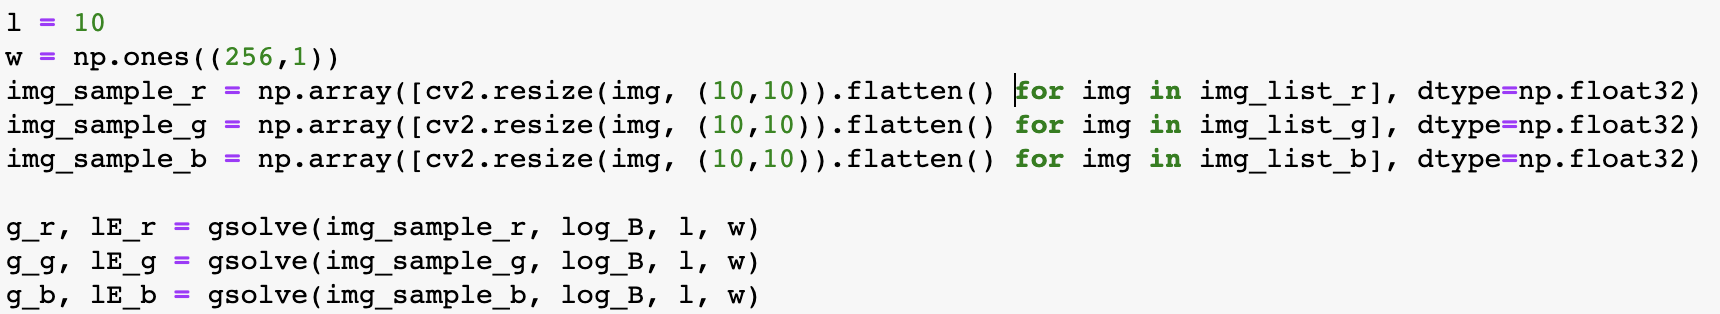 l = 10
w = np.ones((256,1))
img_sample_r = np.array([cv2.resize(img, (10,10)).flatten() for img in img_list_r], dtype=np.float32)
img_sample_g = np.array([cv2.resize(img, (10,10)).flatten() for img in img_list_g], dtype=np.float32)
img_sample_b = np.array([cv2.resize(img, (10,10)).flatten() for img in img_list_b], dtype=np.float32)
g_r, lE_r = gsolve(img_sample_r, log_B, l, w)
g_g, lE_g = gsolve(img_sample_g, log_B, l, w)
g_b, lE_b = gsolve(img_sample_b, log_B, l, w)